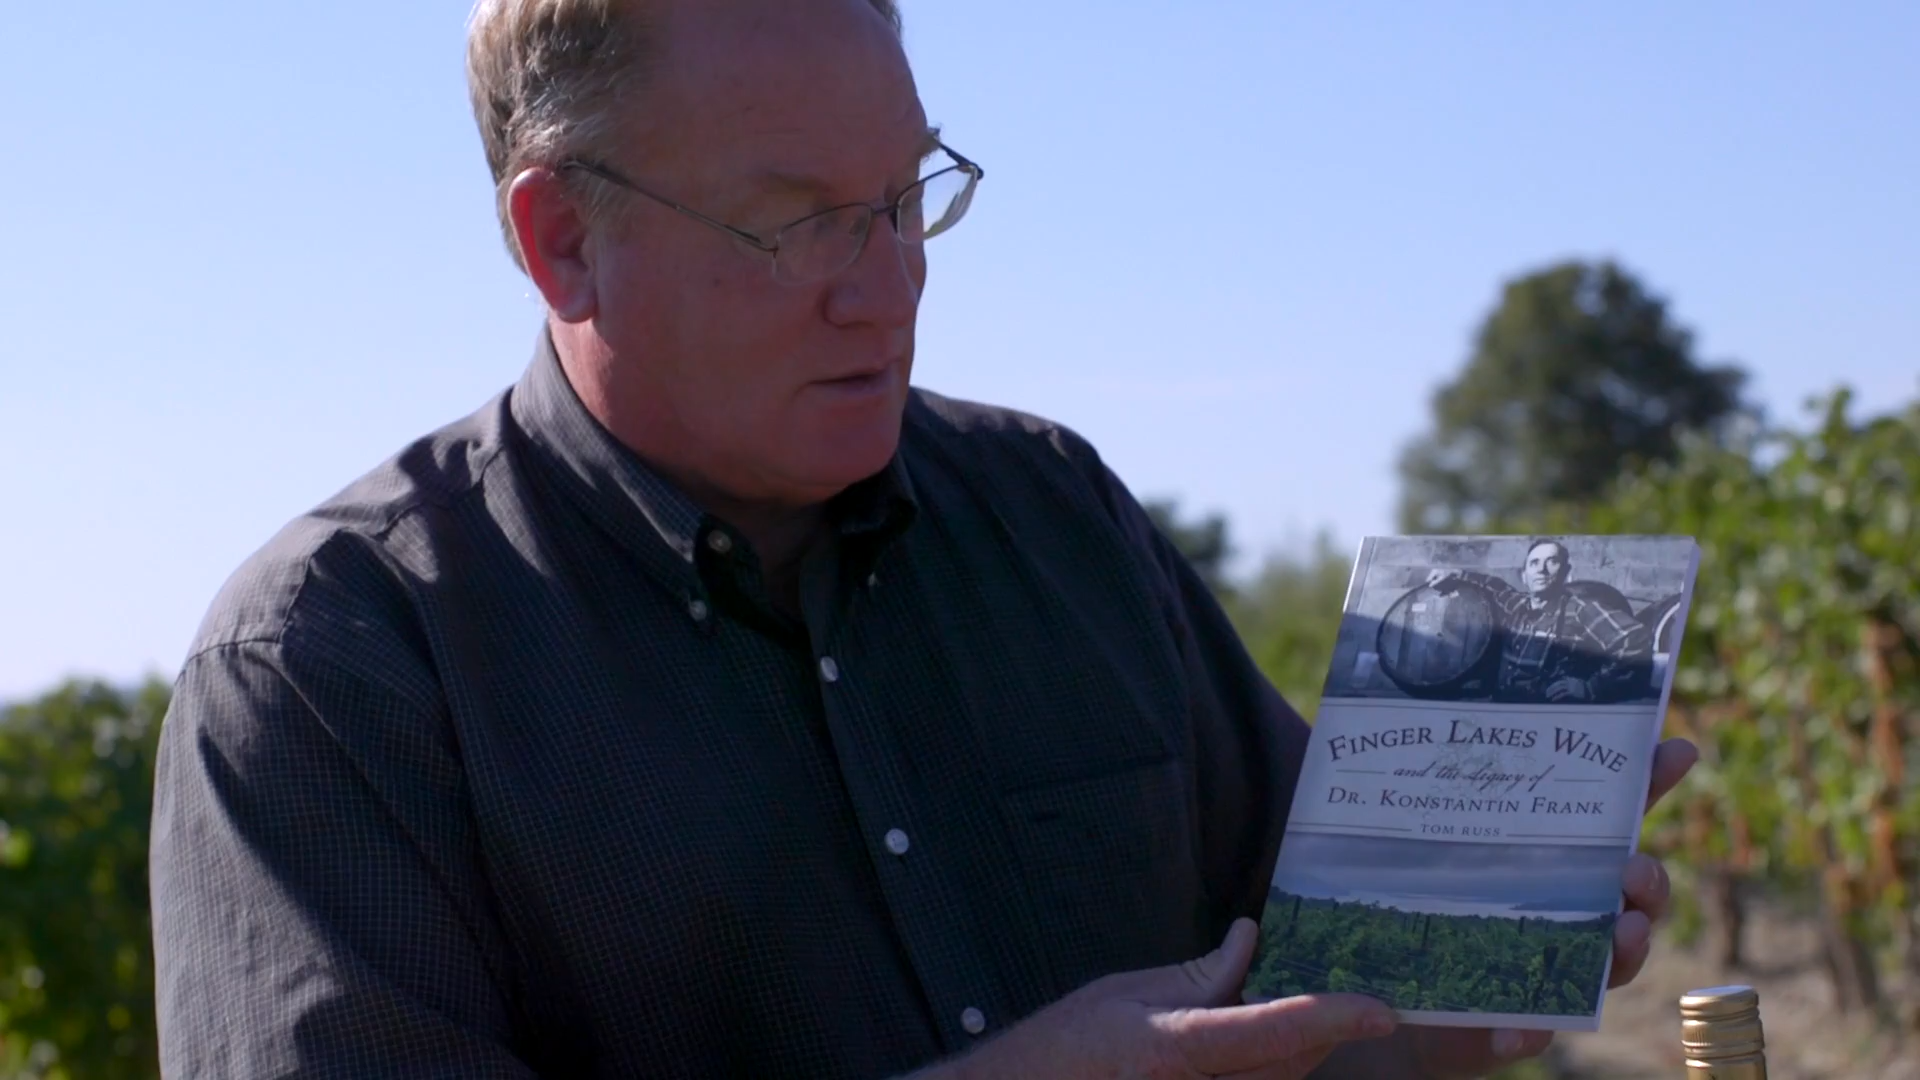 FINGER LAKES WINE
and the Legacy of
DR. KONSTANTIN FRANK
TOM RUSS